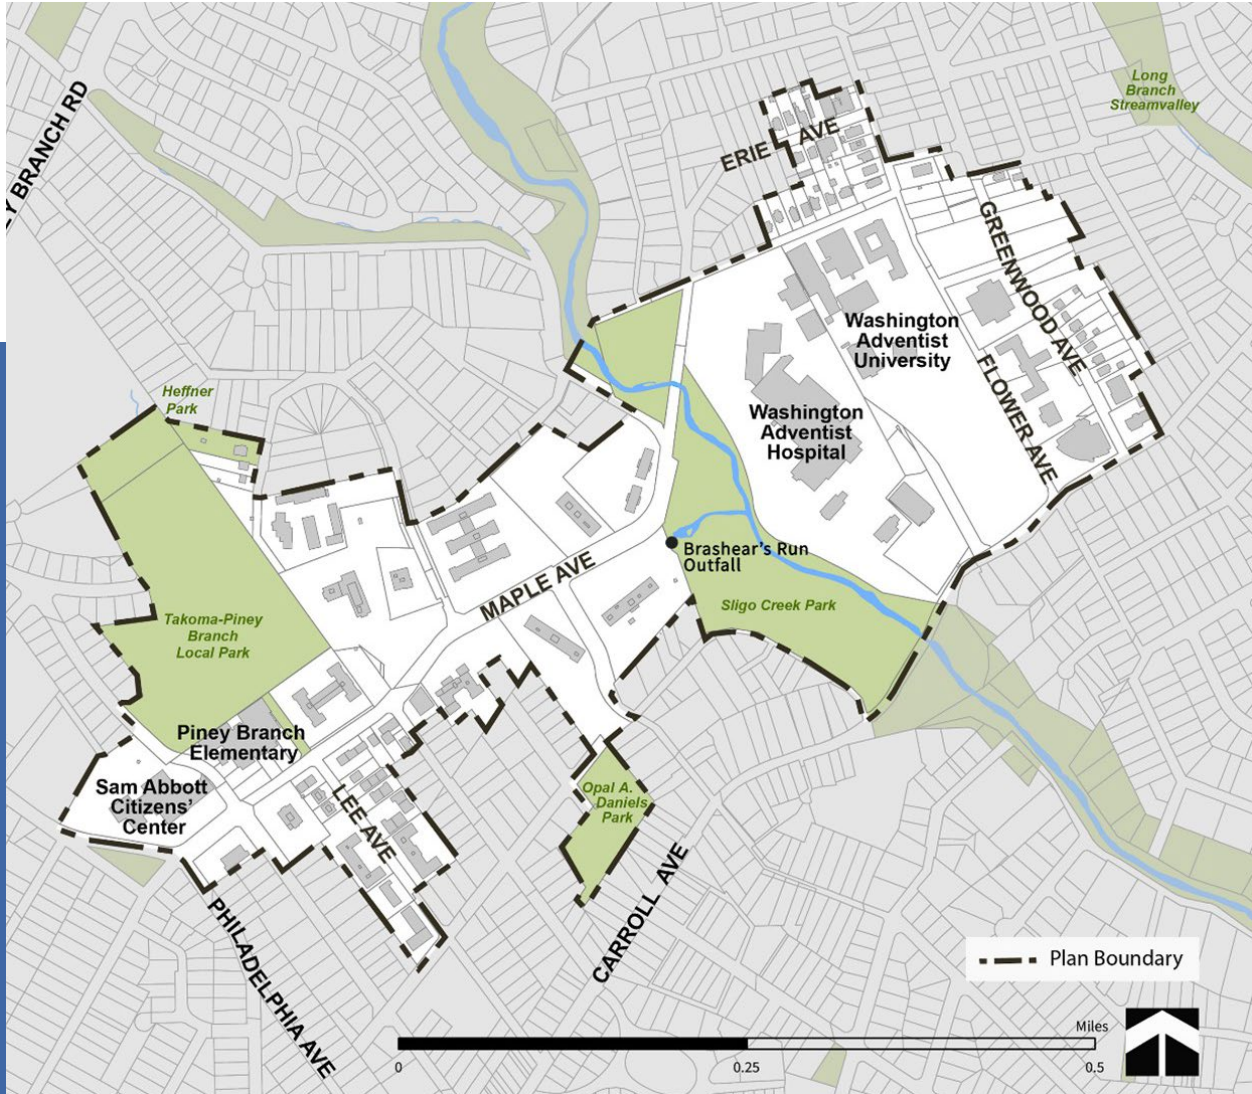 Long
Branch
Streamvalley
EY BRANCH RD
ERIE AVE
GREENWOOD AVE
Washington
Adventist
University
FLOWER AVE
Heffner
Park
Washington
Adventist
Hospital
Brashear's Run
Outfall
MAPLE AVE
Sligo Creek Park
Takoma-Piney
Branch
Local Park
Piney Branch
Elementary
Sam Abbott
Citizens'
Center
LEE AVE
Opal A.
Daniels
Park
CARROLL AVE
PHILADELPHIA AVE
Plan Boundary
Miles
0
0.25
0.5